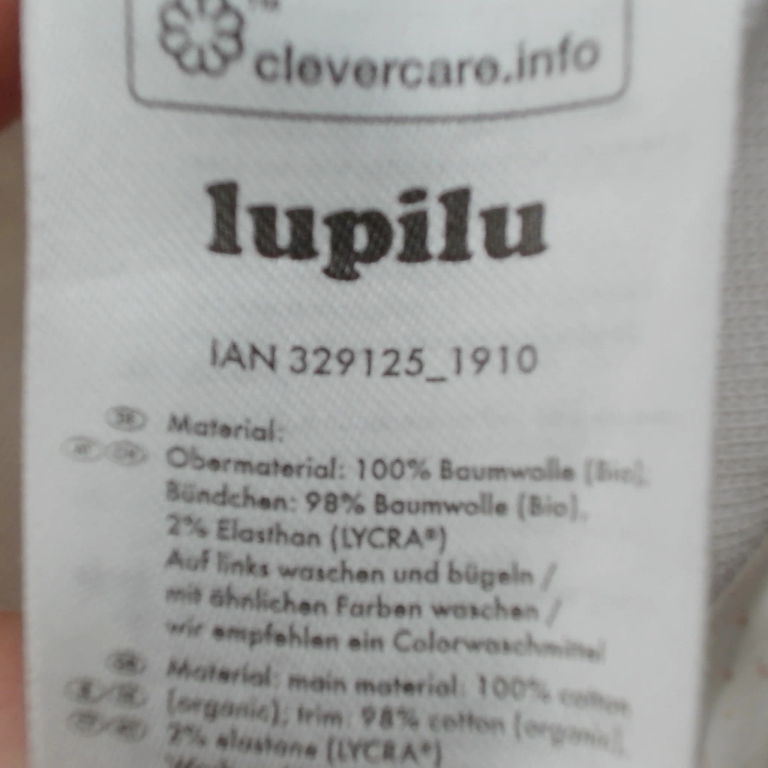 clevercare.info
lupilu
IAN 329125_1910
Material:
Obermaterial: 100% Baumwolle (Bio),
Bündchen: 98% Baumwolle (Bio),
2% Elasthan (LYCRA®)
Auf links waschen und bügeln /
mit ähnlichen Farben waschen /
wir empfehlen ein Colorwaschmittel
Material: main material: 100% cotton
(organic); trim: 98% cotton (organic),
2% elastane (LYCRA®)